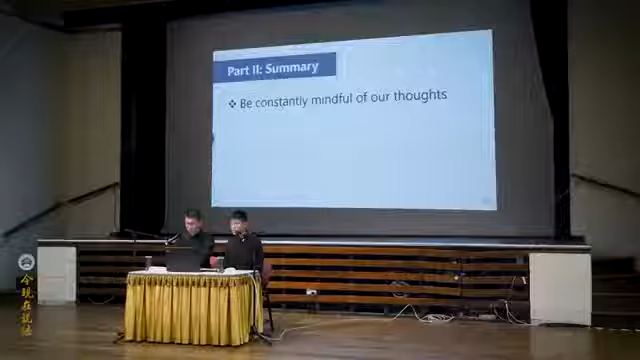 Part II: Summary
❖ Be constantly mindful of our thoughts